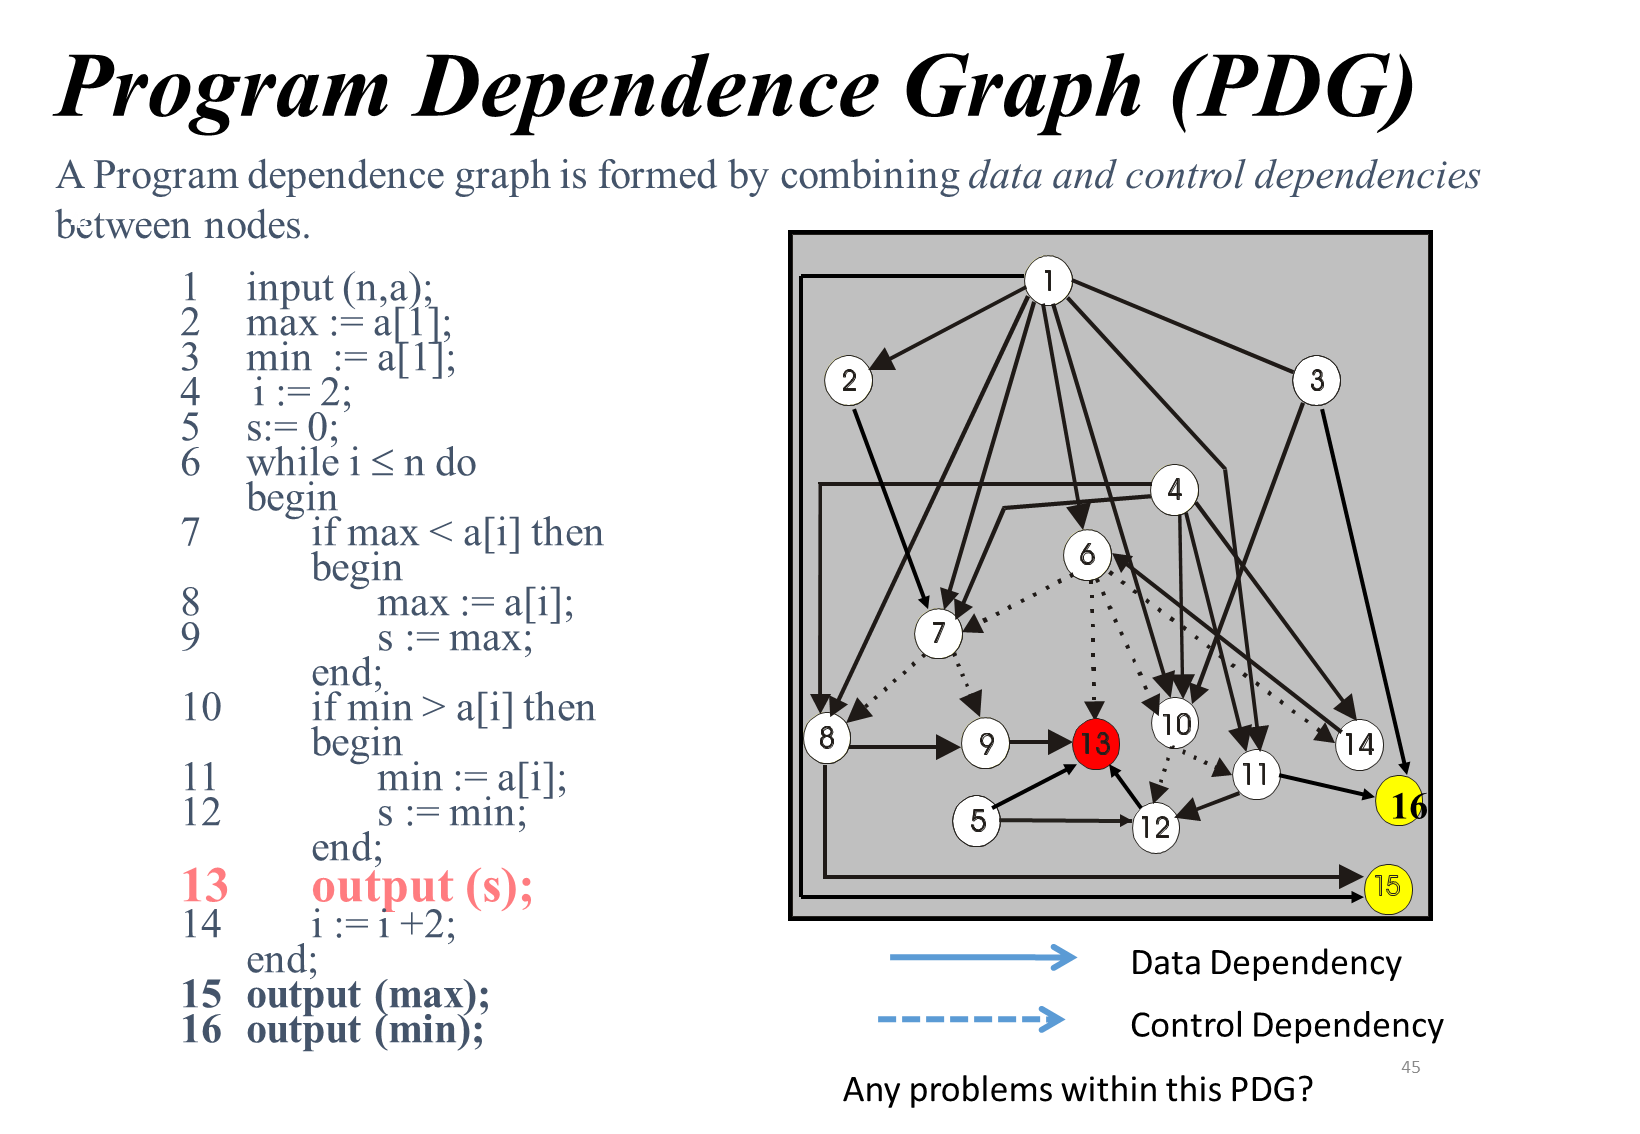 Program Dependence Graph (PDG)
A Program dependence graph is formed by combining data and control dependencies
between nodes.
1 input (n,a);
2 max := a[1];
3 min := a[1];
4 i := 2;
5 s:= 0;
6 while i ≤ n do
begin
7 if max < a[i] then
begin
8 max := a[i];
9 s := max;
end;
10 if min > a[i] then
begin
11 min := a[i];
12 s := min;
end;
13 output (s);
14 i := i +2;
end;
15 output (max);
16 output (min);
1
2
3
4
6
7
8
9
13
10
14
11
5
12
16
15
Data Dependency
Control Dependency
45
Any problems within this PDG?